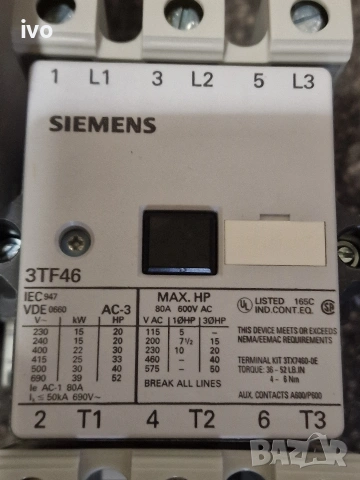 ivo
1 L1 3 L2 5 L3
SIEMENS
3TF46
IEC 947
VDE 0660 AC-3
V~ kW HP
230 15 20
240 15 20
400 22 30
415 25 30
500 30 40
690 39 52
Ie AC-1 80A
Iq ≤ 50kA 690V~
MAX. HP
80A 600V AC
V AC 1ØHP 3ØHP
115 5 —
200 7½ 15
230 10 20
460 — 40
575 — 50
BREAK ALL LINES
UL LISTED 165C
IND.CONT.EQ.
THIS DEVICE MEETS OR EXCEEDS
NEMA/EEMAC REQUIREMENTS
TERMINAL KIT 3TX7460-0E
TORQUE: 36 - 52 LB.IN
4 - 6 Nm
AUX. CONTACTS A600/P600
2 T1 4 T2 6 T3
bazar